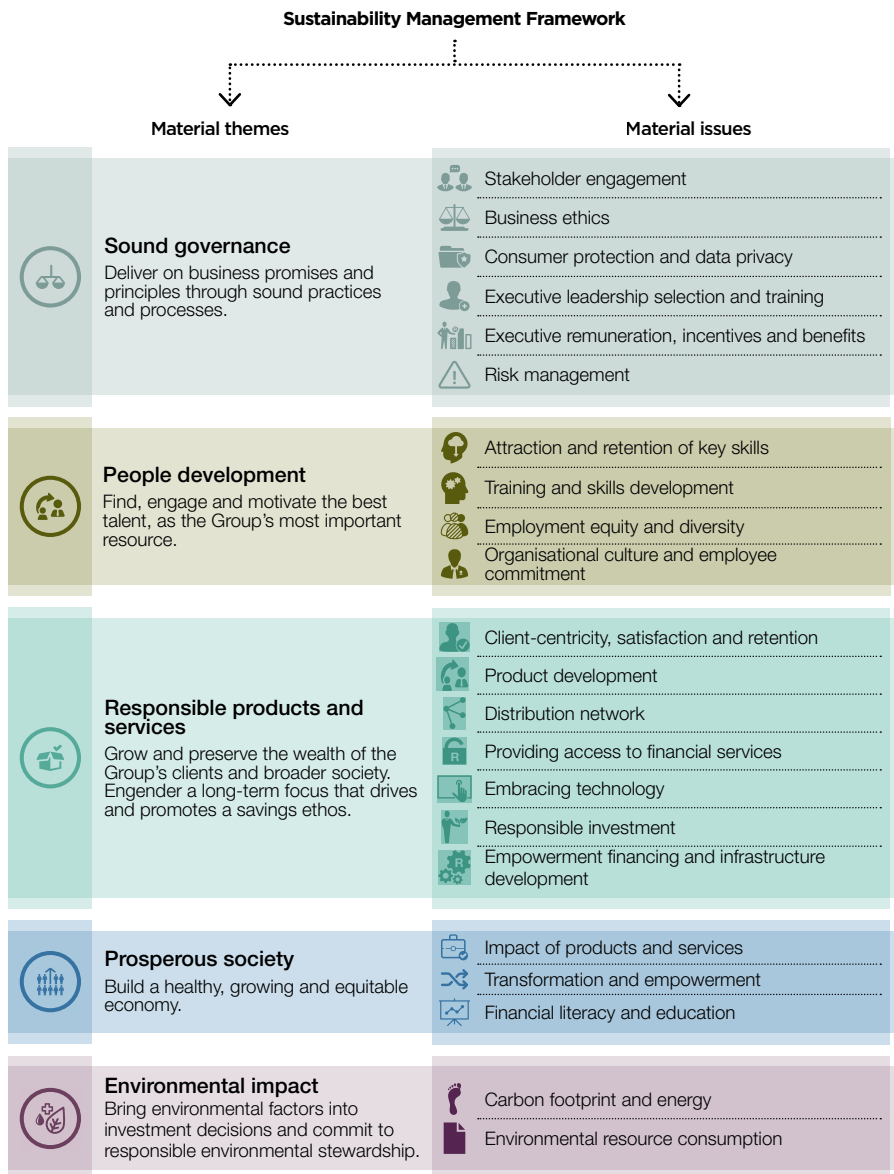 Sustainability Management Framework
Material themes
Material issues
Sound governance
Deliver on business promises and
principles through sound practices
and processes.
Stakeholder engagement
Business ethics
Consumer protection and data privacy
Executive leadership selection and training
Executive remuneration, incentives and benefits
Risk management
People development
Find, engage and motivate the best
talent, as the Group's most important
resource.
Attraction and retention of key skills
Training and skills development
Employment equity and diversity
Organisational culture and employee
commitment
Responsible products and
services
Grow and preserve the wealth of the
Group's clients and broader society.
Engender a long-term focus that drives
and promotes a savings ethos.
Client-centricity, satisfaction and retention
Product development
Distribution network
R
Providing access to financial services
Embracing technology
Responsible investment
R
Empowerment financing and infrastructure
development
Prosperous society
Build a healthy, growing and equitable
economy.
Impact of products and services
Transformation and empowerment
Financial literacy and education
Environmental impact
Bring environmental factors into
investment decisions and commit to
responsible environmental stewardship.
Carbon footprint and energy
Environmental resource consumption